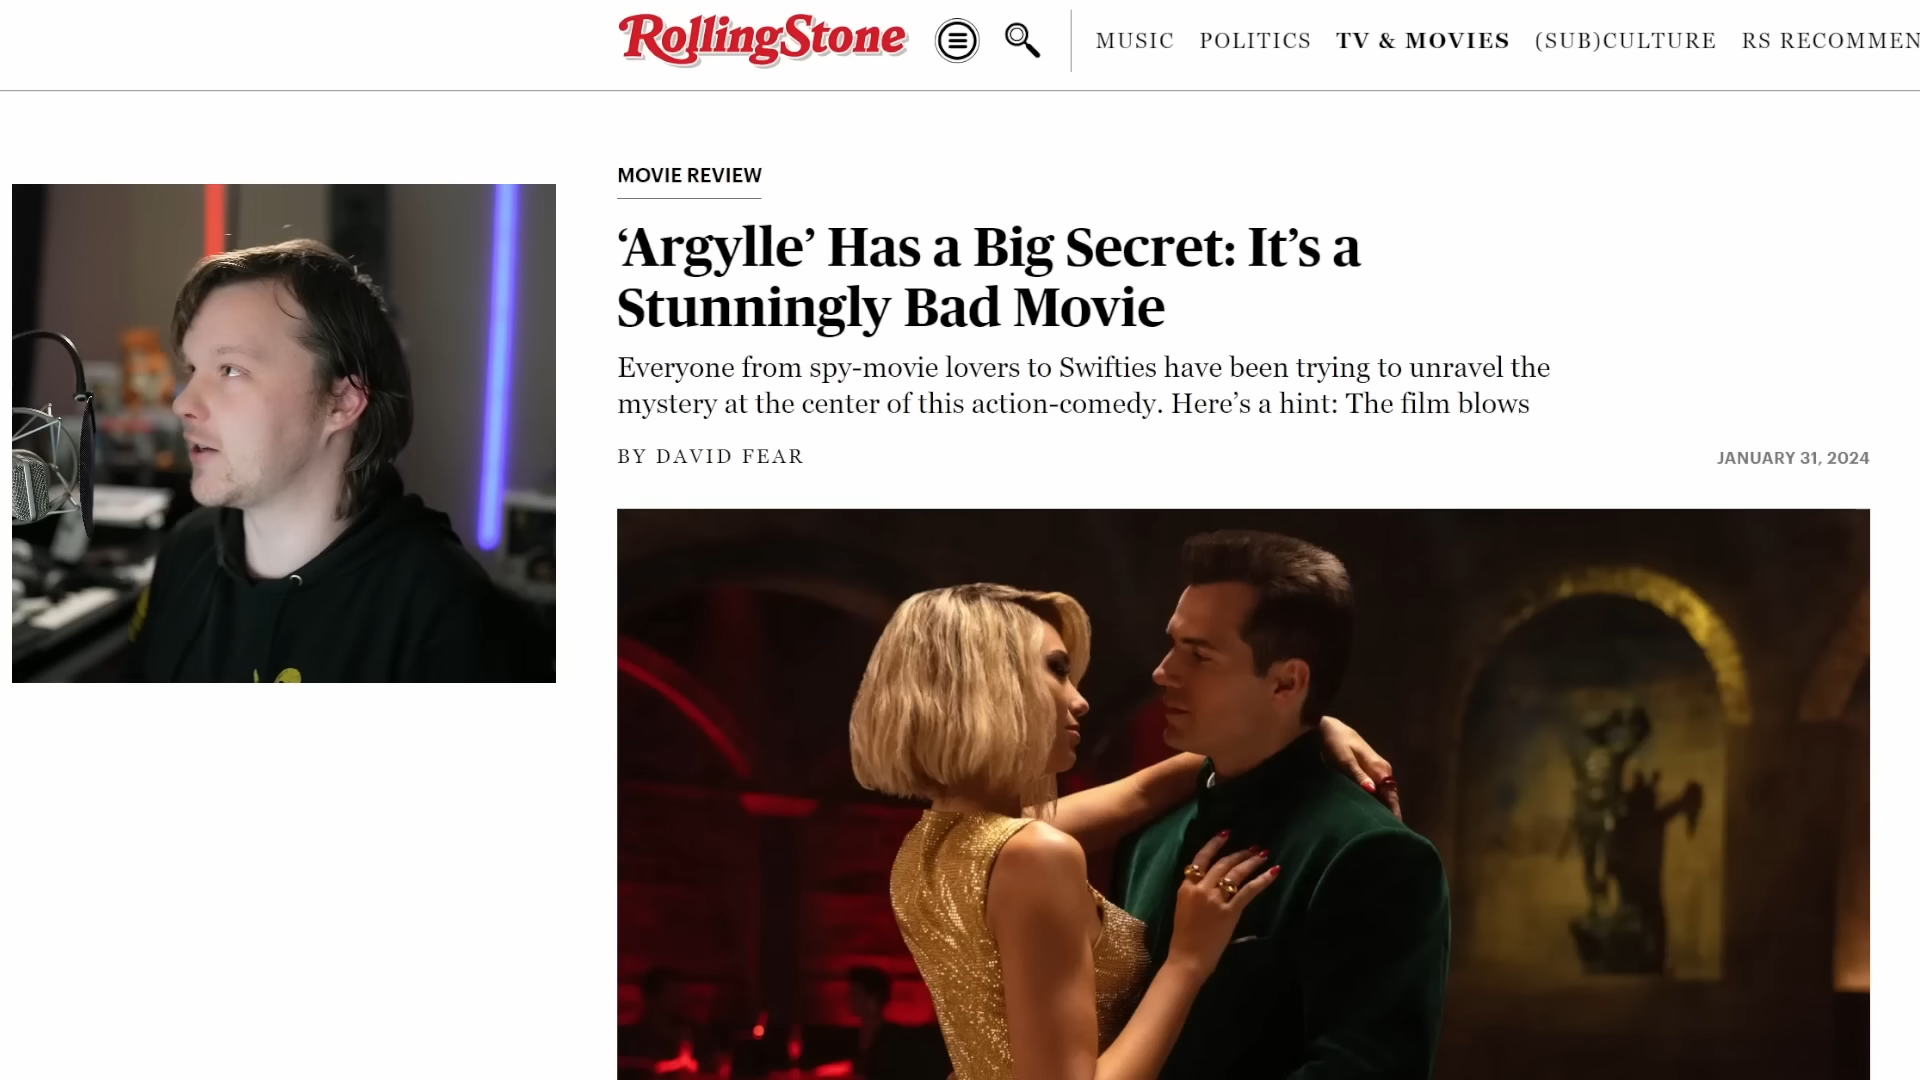 RollingStone
MUSIC POLITICS TV & MOVIES (SUB)CULTURE RS RECOMMEN
MOVIE REVIEW
‘Argylle’ Has a Big Secret: It’s a
Stunningly Bad Movie
Everyone from spy-movie lovers to Swifties have been trying to unravel the
mystery at the center of this action-comedy. Here’s a hint: The film blows
BY DAVID FEAR
JANUARY 31, 2024